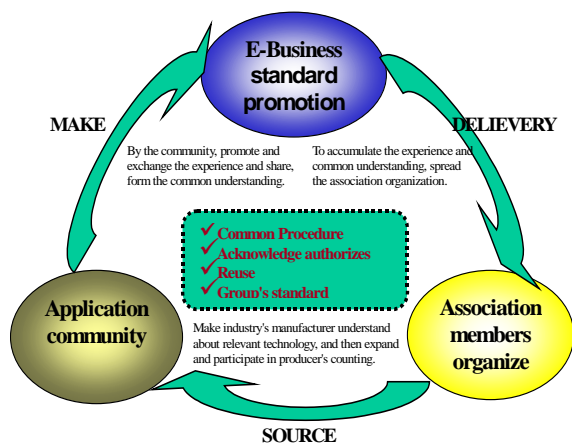 E-Business
standard
promotion
MAKE
DELIEVERY
By the community, promote and
exchange the experience and share,
form the common understanding.
To accumulate the experience and
common understanding, spread
the association organization.
Common Procedure
Acknowledge authorizes
Reuse
Group's standard
Application
community
Association
members
organize
Make industry's manufacturer understand
about relevant technology, and then expand
and participate in producer's counting.
SOURCE